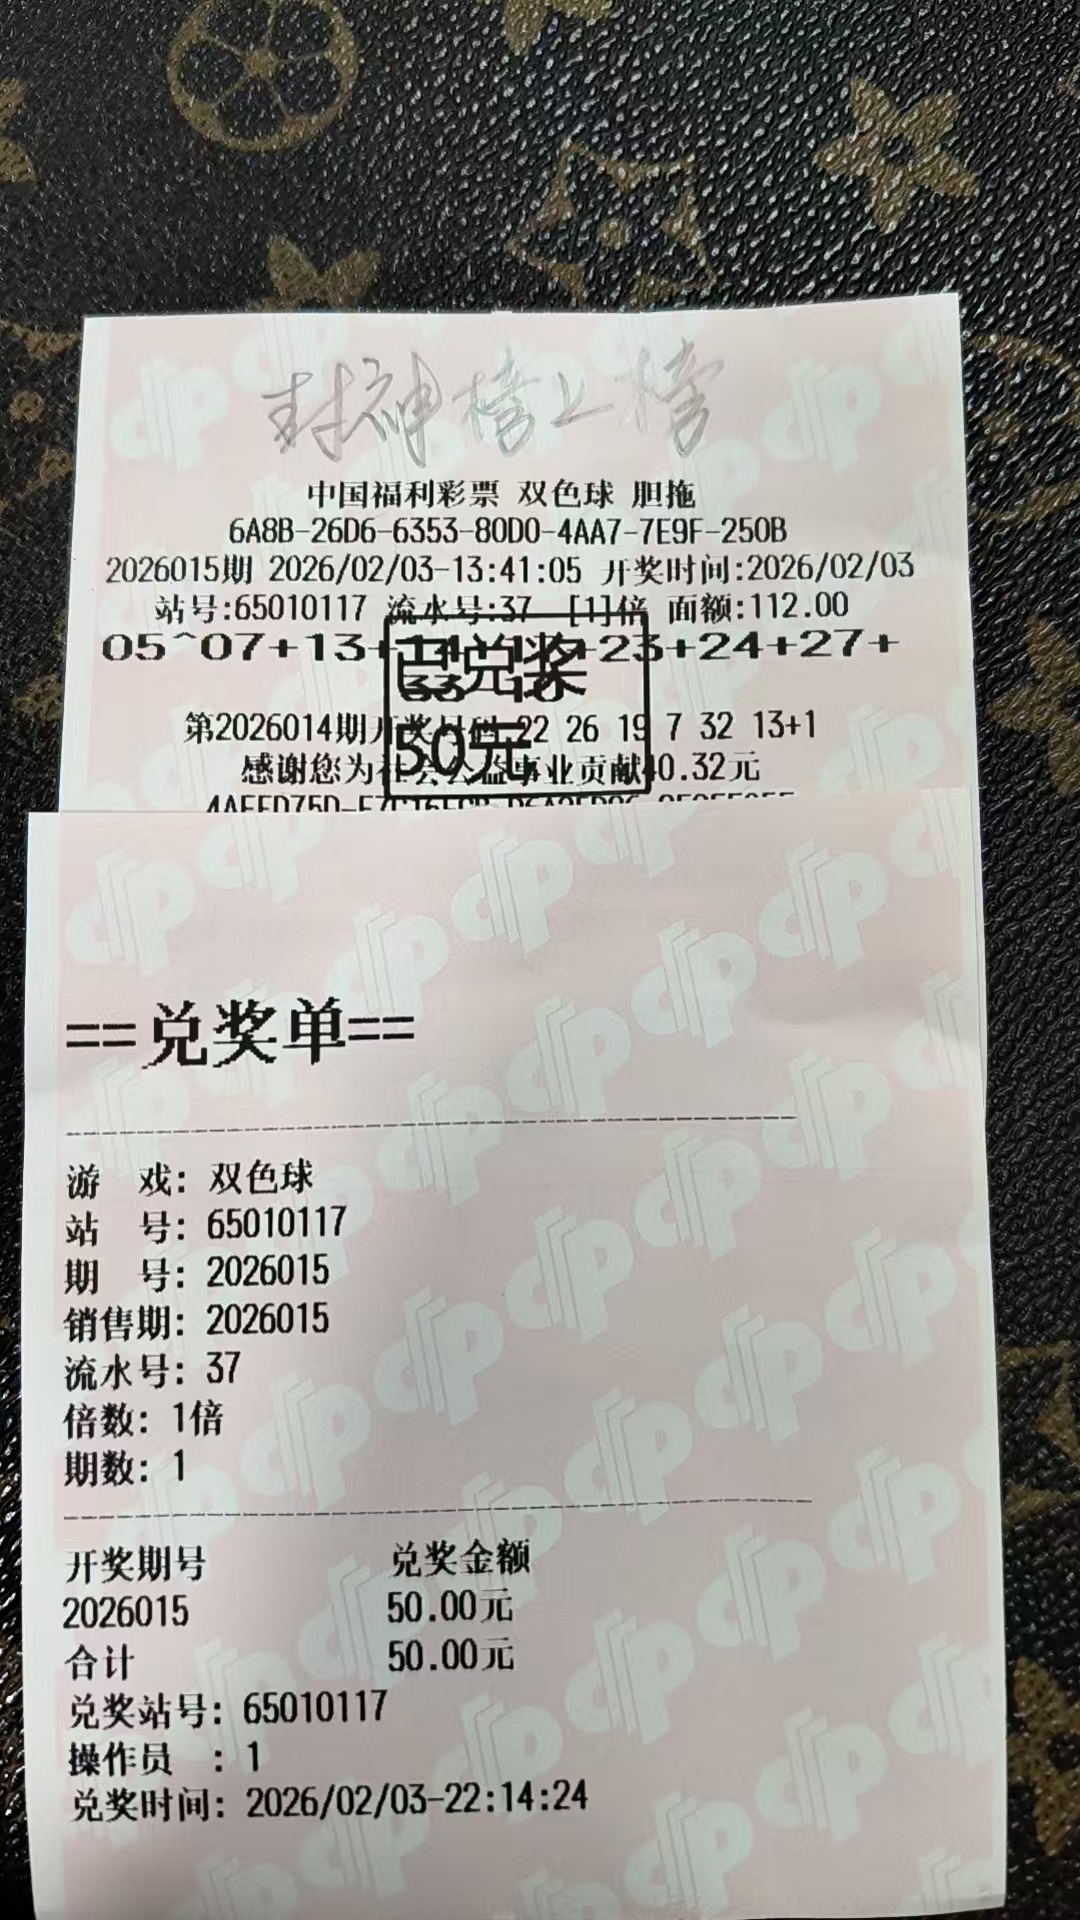 封神榜上榜
中国福利彩票 双色球 胆拖
6A8B-26D6-6353-80D0-4AA7-7E9F-250B
2026015期 2026/02/03-13:41:05 开奖时间:2026/02/03
站号:65010117 流水号:37 [1]倍 面额:112.00
05^07+13+14+ +23+24+27+
33
已兑奖
50元
第2026014期开奖号码 22 26 19 7 32 13+1
感谢您为社会公益事业贡献40.32元
==兑奖单==
游 戏: 双色球
站 号: 65010117
期 号: 2026015
销售期: 2026015
流水号: 37
倍数: 1倍
期数: 1
开奖期号 兑奖金额
2026015 50.00元
合计 50.00元
兑奖站号: 65010117
操作员 : 1
兑奖时间: 2026/02/03-22:14:24